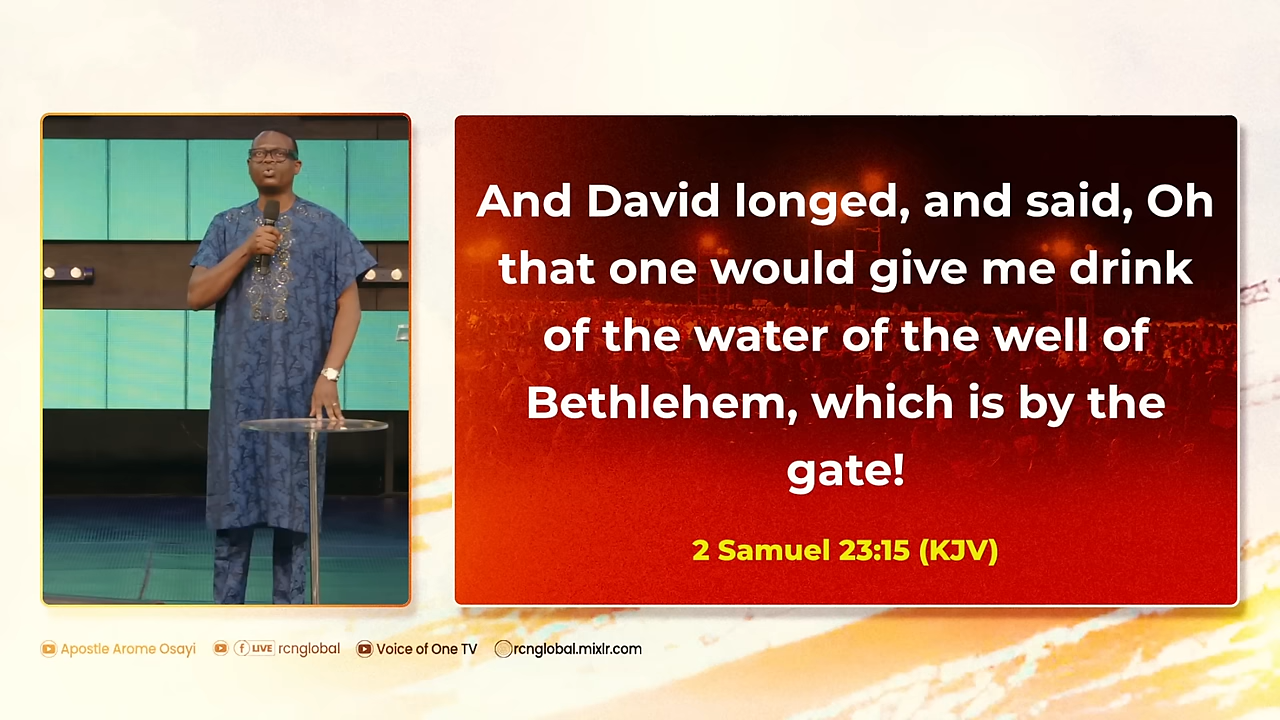 And David longed, and said, Oh
that one would give me drink
of the water of the well of
Bethlehem, which is by the
gate!
2 Samuel 23:15 (KJV)
Apostle Arome Osayi f LIVE rcnglobal Voice of One TV rcnglobal.mixlr.com